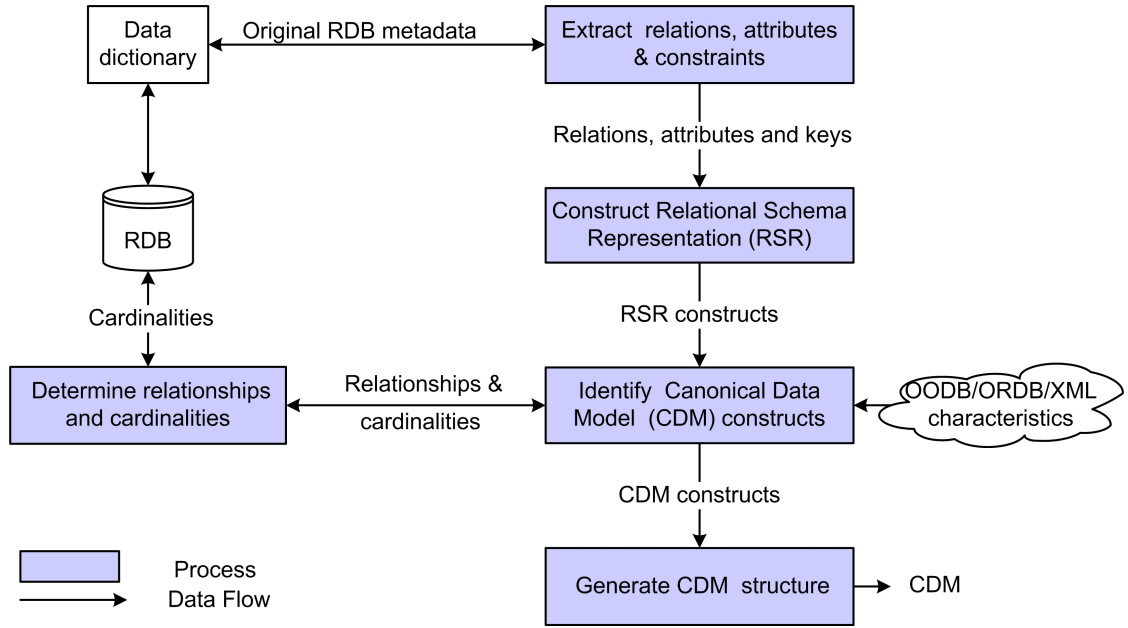 Data
dictionary
Original RDB metadata
Extract relations, attributes
& constraints
Relations, attributes and keys
RDB
Construct Relational Schema
Representation (RSR)
Cardinalities
RSR constructs
Determine relationships
and cardinalities
Relationships &
cardinalities
Identify Canonical Data
Model (CDM) constructs
OODB/ORDB/XML
characteristics
CDM constructs
Process
Data Flow
Generate CDM structure
CDM